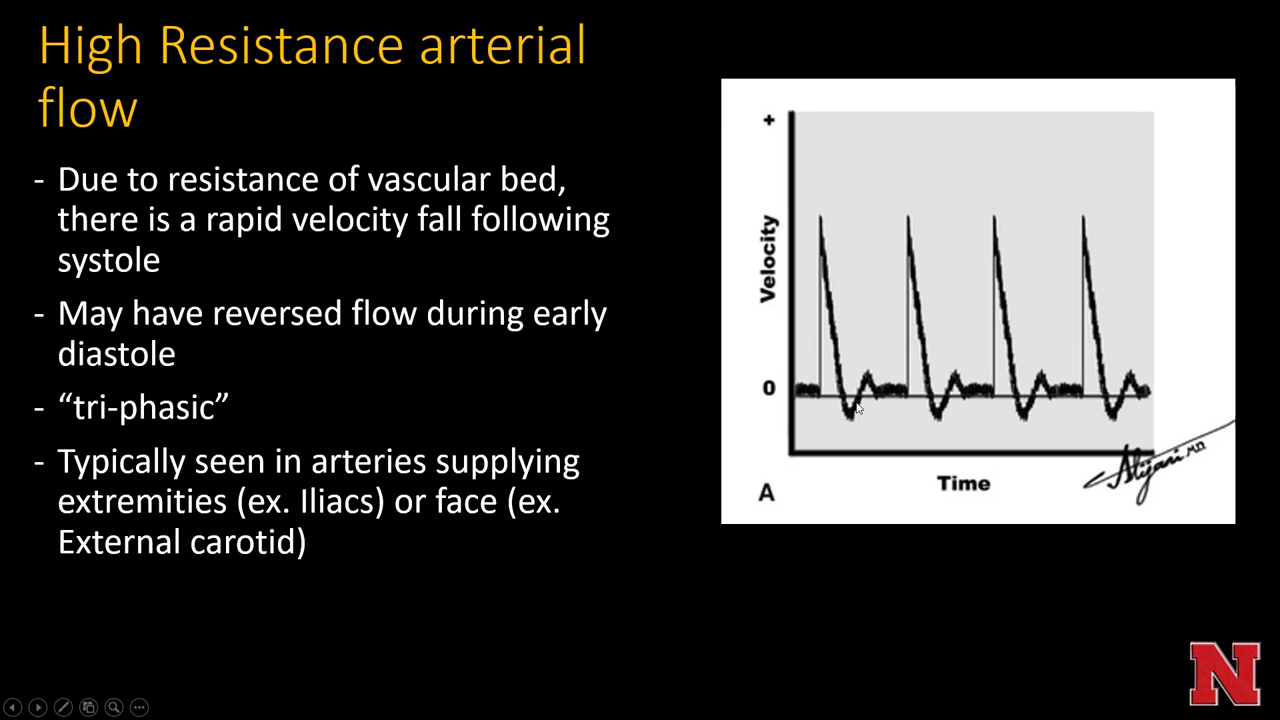 High Resistance arterial
flow
- Due to resistance of vascular bed,
there is a rapid velocity fall following
systole
- May have reversed flow during early
diastole
- “tri-phasic”
- Typically seen in arteries supplying
extremities (ex. Iliacs) or face (ex.
External carotid)
+
Velocity
0
Time
A
Alijani MD
N